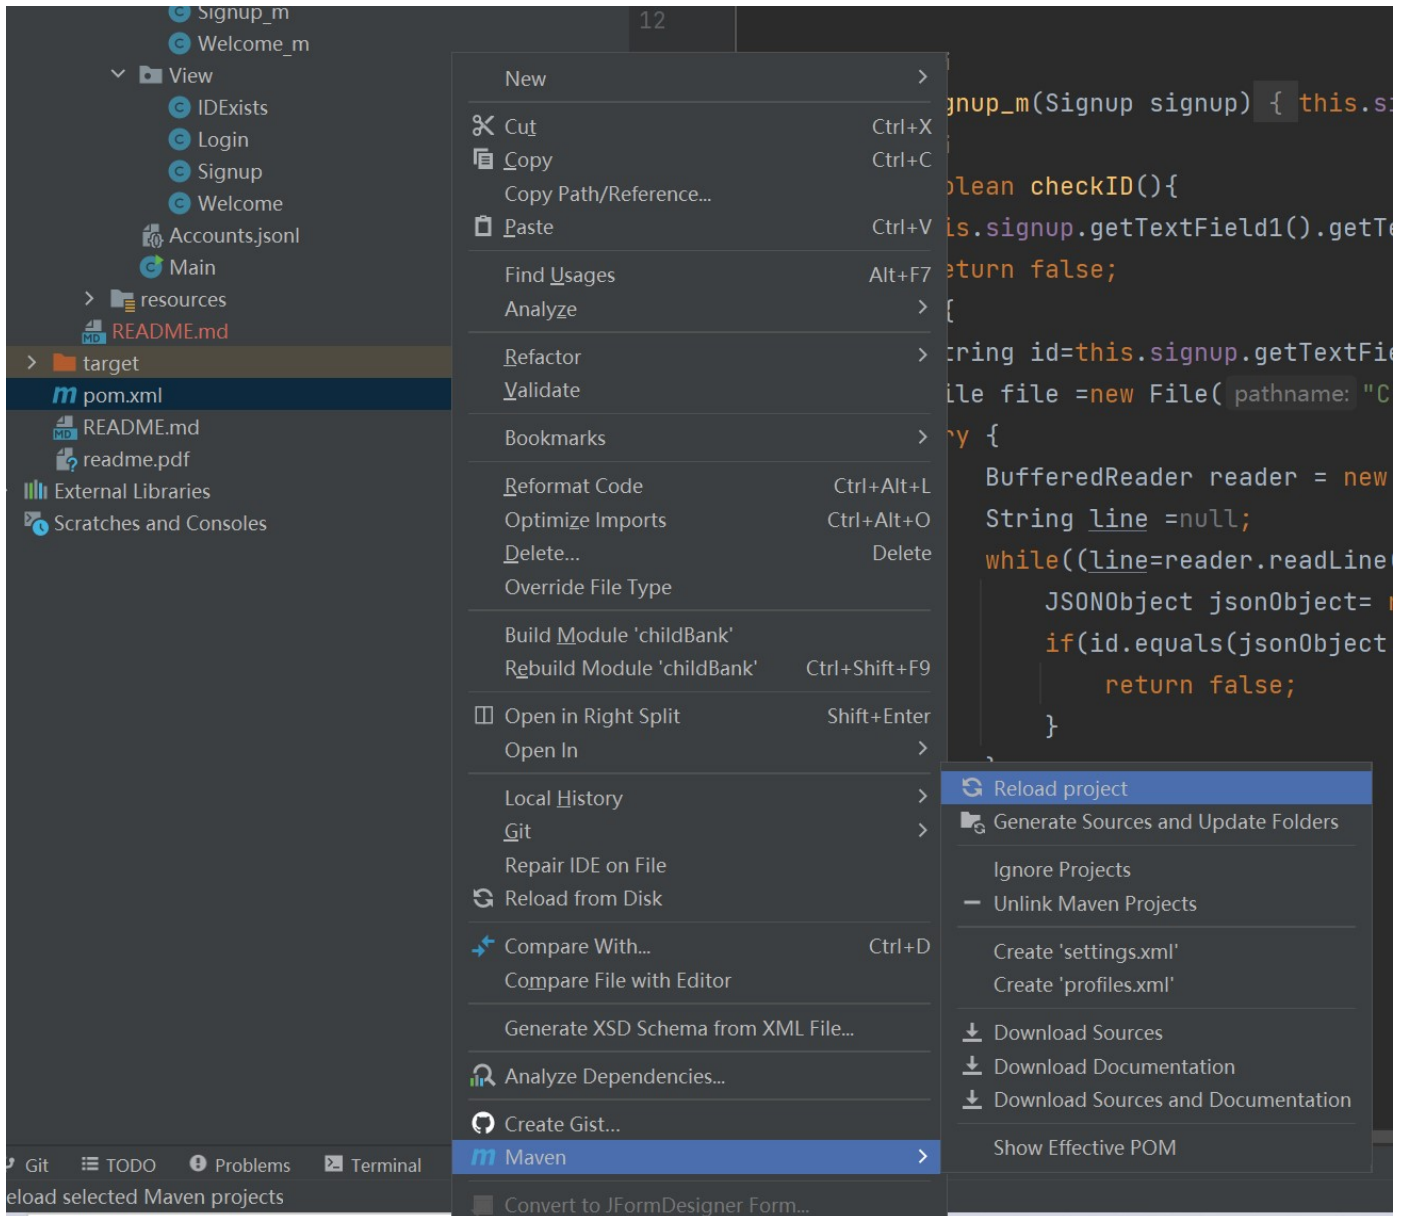 Signup_m
Welcome_m
View
IDExists
Login
Signup
Welcome
Accounts.jsonl
Main
resources
README.md
target
pom.xml
README.md
readme.pdf
External Libraries
Scratches and Consoles
New
Cut Ctrl+X
Copy Ctrl+C
Copy Path/Reference...
Paste Ctrl+V
Find Usages Alt+F7
Analyze
Refactor
Validate
Bookmarks
Reformat Code Ctrl+Alt+L
Optimize Imports Ctrl+Alt+O
Delete... Delete
Override File Type
Build Module 'childBank'
Rebuild Module 'childBank' Ctrl+Shift+F9
Open in Right Split Shift+Enter
Open In
Local History
Git
Repair IDE on File
Reload from Disk
Compare With... Ctrl+D
Compare File with Editor
Generate XSD Schema from XML File...
Analyze Dependencies...
Create Gist...
Maven
Convert to JFormDesigner Form...
12
gnup_m(Signup signup) { this.s
lean checkID(){
is.signup.getTextField1().getTe
eturn false;
{
tring id=this.signup.getTextFie
ile file =new File( pathname: "C
ry {
BufferedReader reader = new
String line =null;
while((line=reader.readLine(
JSONObject jsonObject=
if(id.equals(jsonObject
return false;
}
Reload project
Generate Sources and Update Folders
Ignore Projects
Unlink Maven Projects
Create 'settings.xml'
Create 'profiles.xml'
Download Sources
Download Documentation
Download Sources and Documentation
Show Effective POM
Git TODO Problems Terminal
eload selected Maven projects